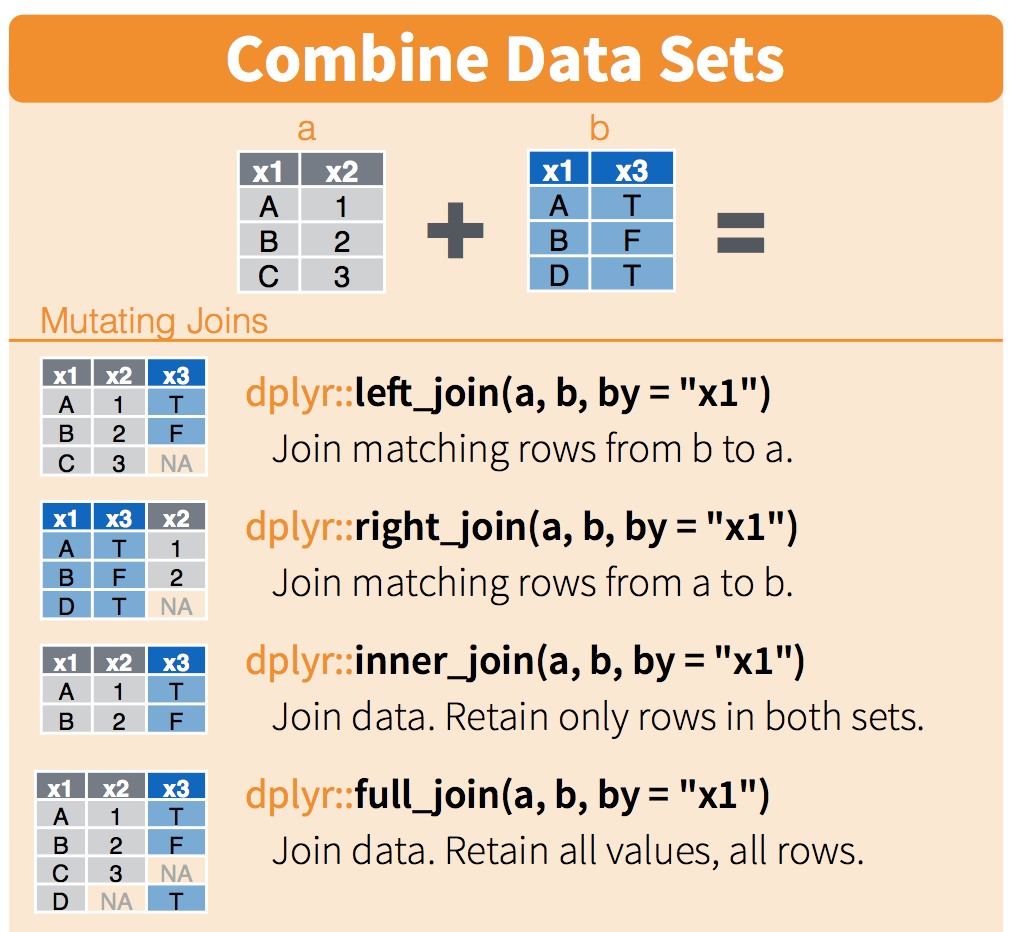 Combine Data Sets
a b
x1 x2 x1 x3
A 1 A T
B 2 + B F =
C 3 D T
Mutating Joins
x1 x2 x3
A 1 T
B 2 F
C 3 NA
dplyr::left_join(a, b, by = "x1")
Join matching rows from b to a.
x1 x3 x2
A T 1
B F 2
D T NA
dplyr::right_join(a, b, by = "x1")
Join matching rows from a to b.
x1 x2 x3
A 1 T
B 2 F
dplyr::inner_join(a, b, by = "x1")
Join data. Retain only rows in both sets.
x1 x2 x3
A 1 T
B 2 F
C 3 NA
D NA T
dplyr::full_join(a, b, by = "x1")
Join data. Retain all values, all rows.